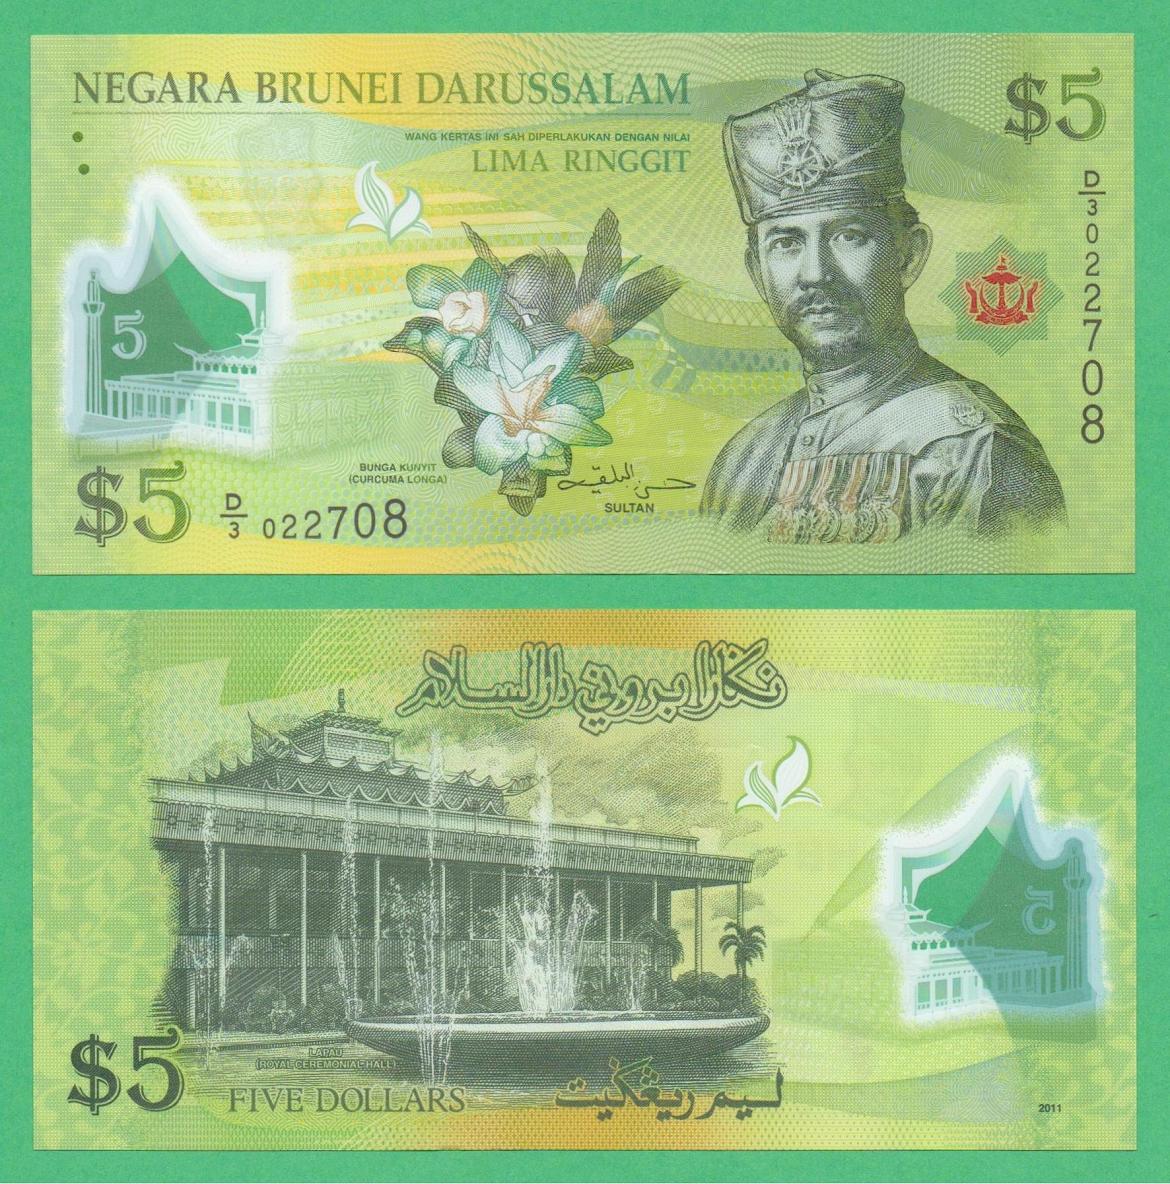 NEGARA BRUNEI DARUSSALAM
$5
WANG KERTAS INI SAH DIPERLAKUKAN DENGAN NILAI
LIMA RINGGIT
D/3 022708
5
BUNGA KUNYIT
(CURCUMA LONGA)
SULTAN
$5
D/3 022708
نڬارا بروني دارالسلام
5
LAPAU
(ROYAL CEREMONIAL HALL)
$5
FIVE DOLLARS
ليم ريڠڬيت
2011